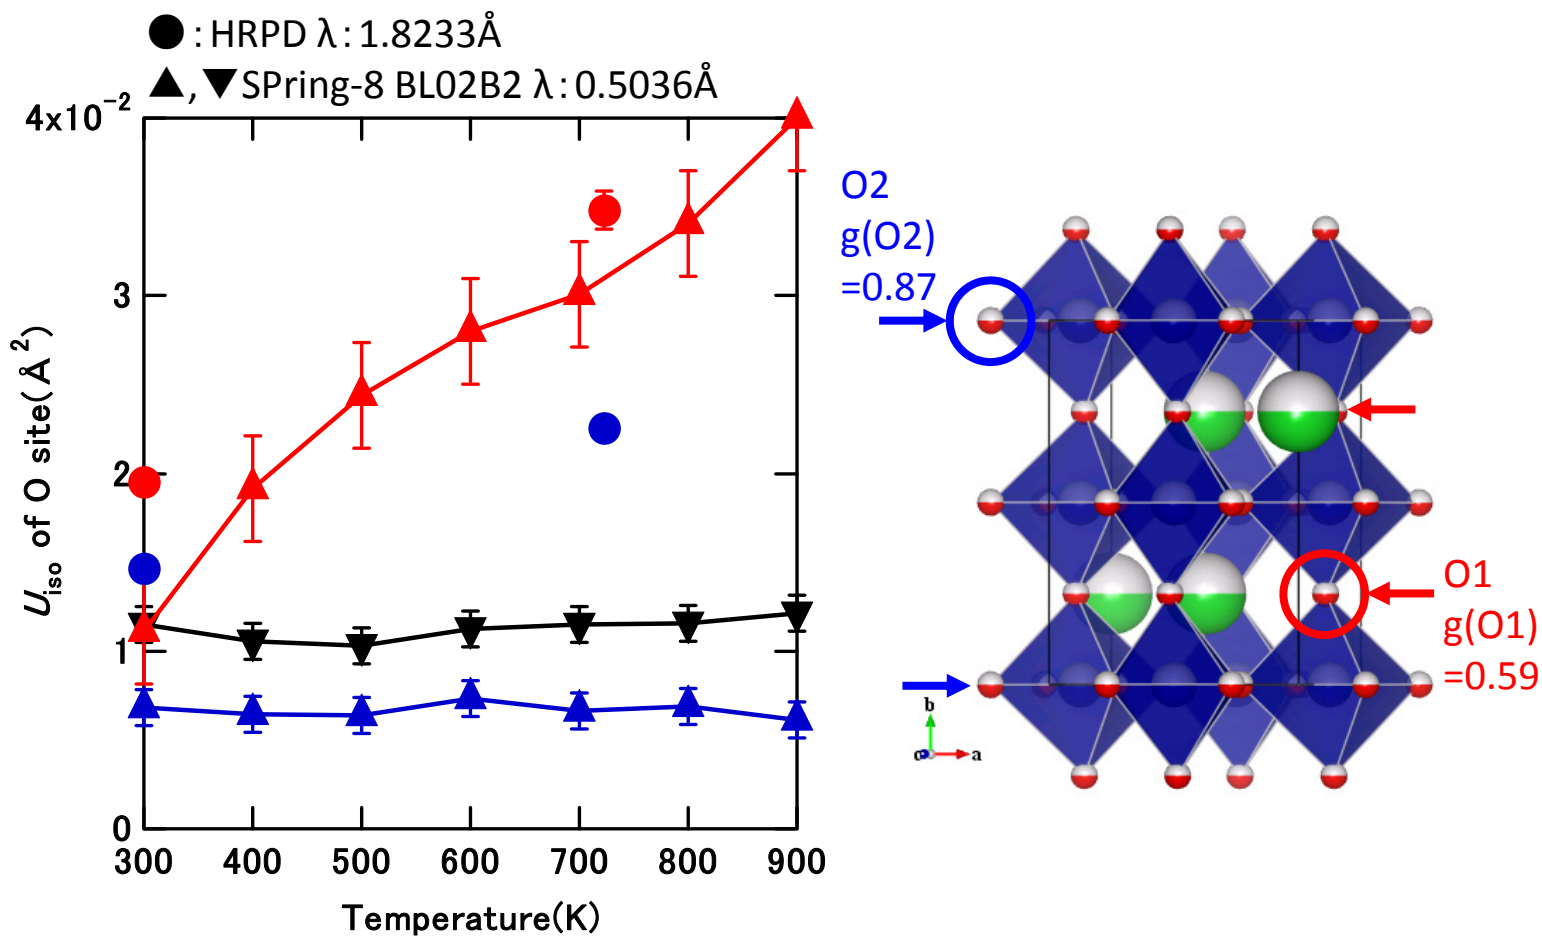 ● : HRPD λ : 1.8233Å
▲, ▼ SPring-8 BL02B2 λ : 0.5036Å
4x10⁻²
3
2
1
0
U_iso of O site(Å²)
300 400 500 600 700 800 900
Temperature(K)
O2
g(O2)
=0.87
O1
g(O1)
=0.59
b
c
a